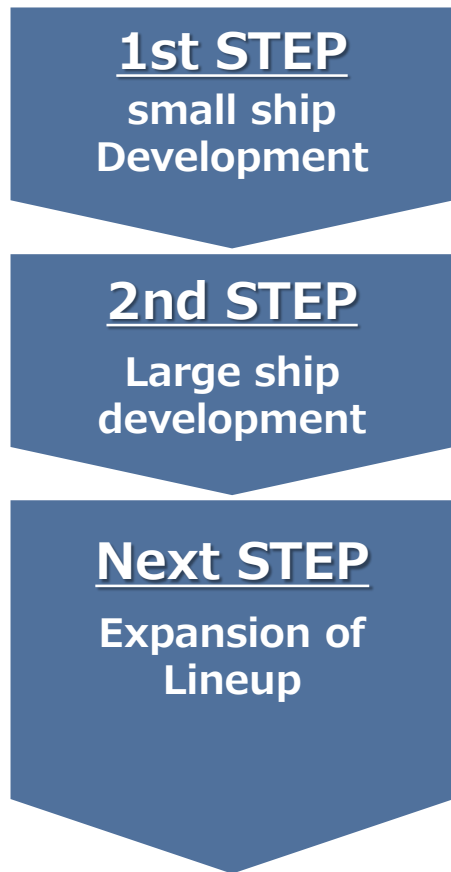 1st STEP
small ship
Development
2nd STEP
Large ship
development
Next STEP
Expansion of
Lineup